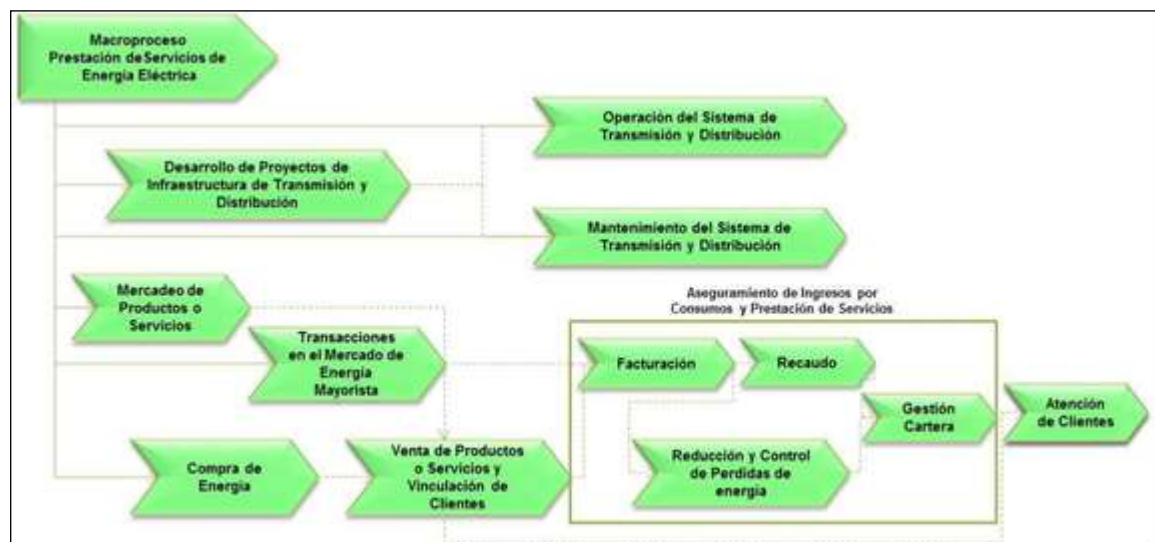 Macroproceso
Prestación de Servicios de
Energía Eléctrica
Operación del Sistema de
Transmisión y Distribución
Desarrollo de Proyectos de
Infraestructura de Transmisión y
Distribución
Mantenimiento del Sistema de
Transmisión y Distribución
Mercadeo de
Productos o
Servicios
Aseguramiento de Ingresos por
Consumos y Prestación de Servicios
Transacciones
en el Mercado de
Energía
Mayorista
Facturación
Recaudo
Gestión
Cartera
Atención
de Clientes
Compra de
Energía
Venta de Productos
o Servicios y
Vinculación de
Clientes
Reducción y Control
de Perdidas de
energía